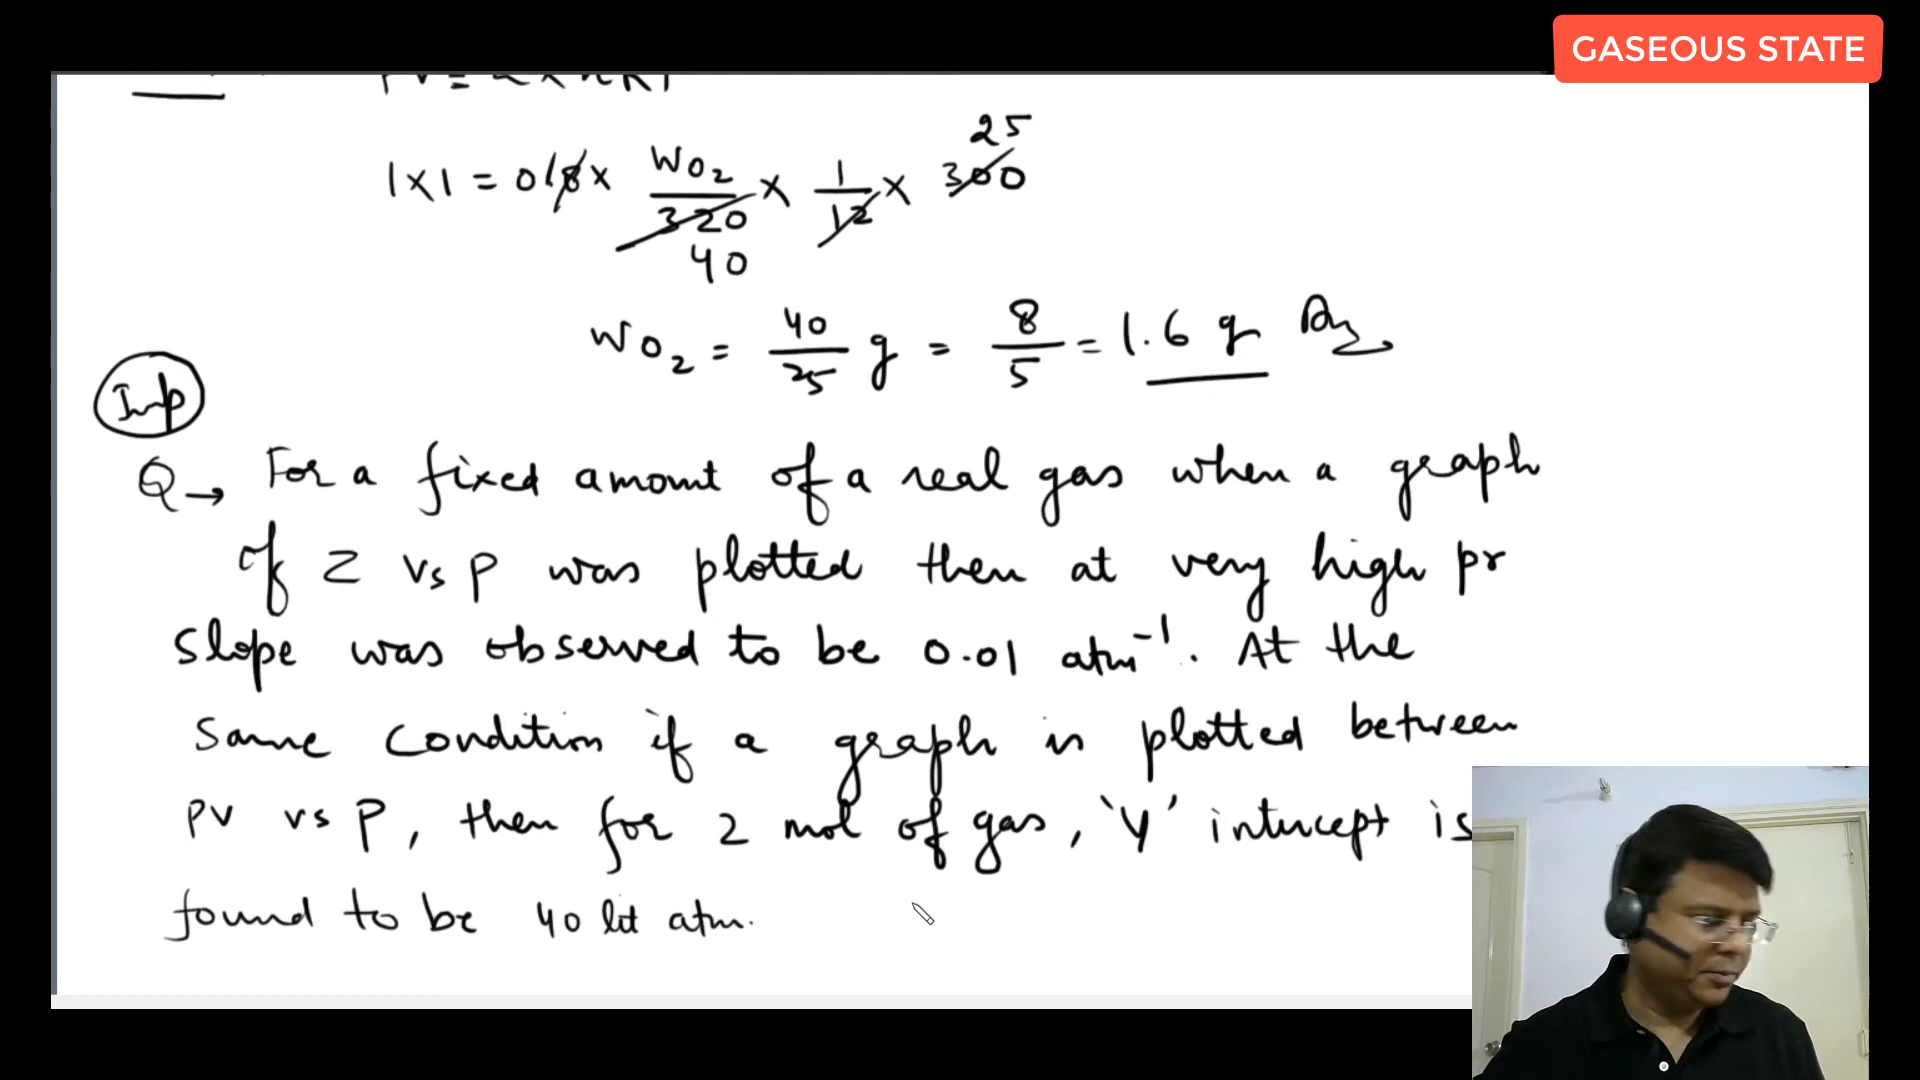 GASEOUS STATE
PV = Z x nRT
1x1 = 0.8 x WO2/320 x 1/12 x 300
25
40
WO2 = 40/25 g = 8/5 = 1.6 g Ans
Imp
Q → For a fixed amount of a real gas when a graph
of Z vs P was plotted then at very high pr
slope was observed to be 0.01 atm⁻¹. At the
same condition if a graph is plotted between
PV vs P, then for 2 mol of gas, 'Y' intercept is
found to be 40 lit atm.